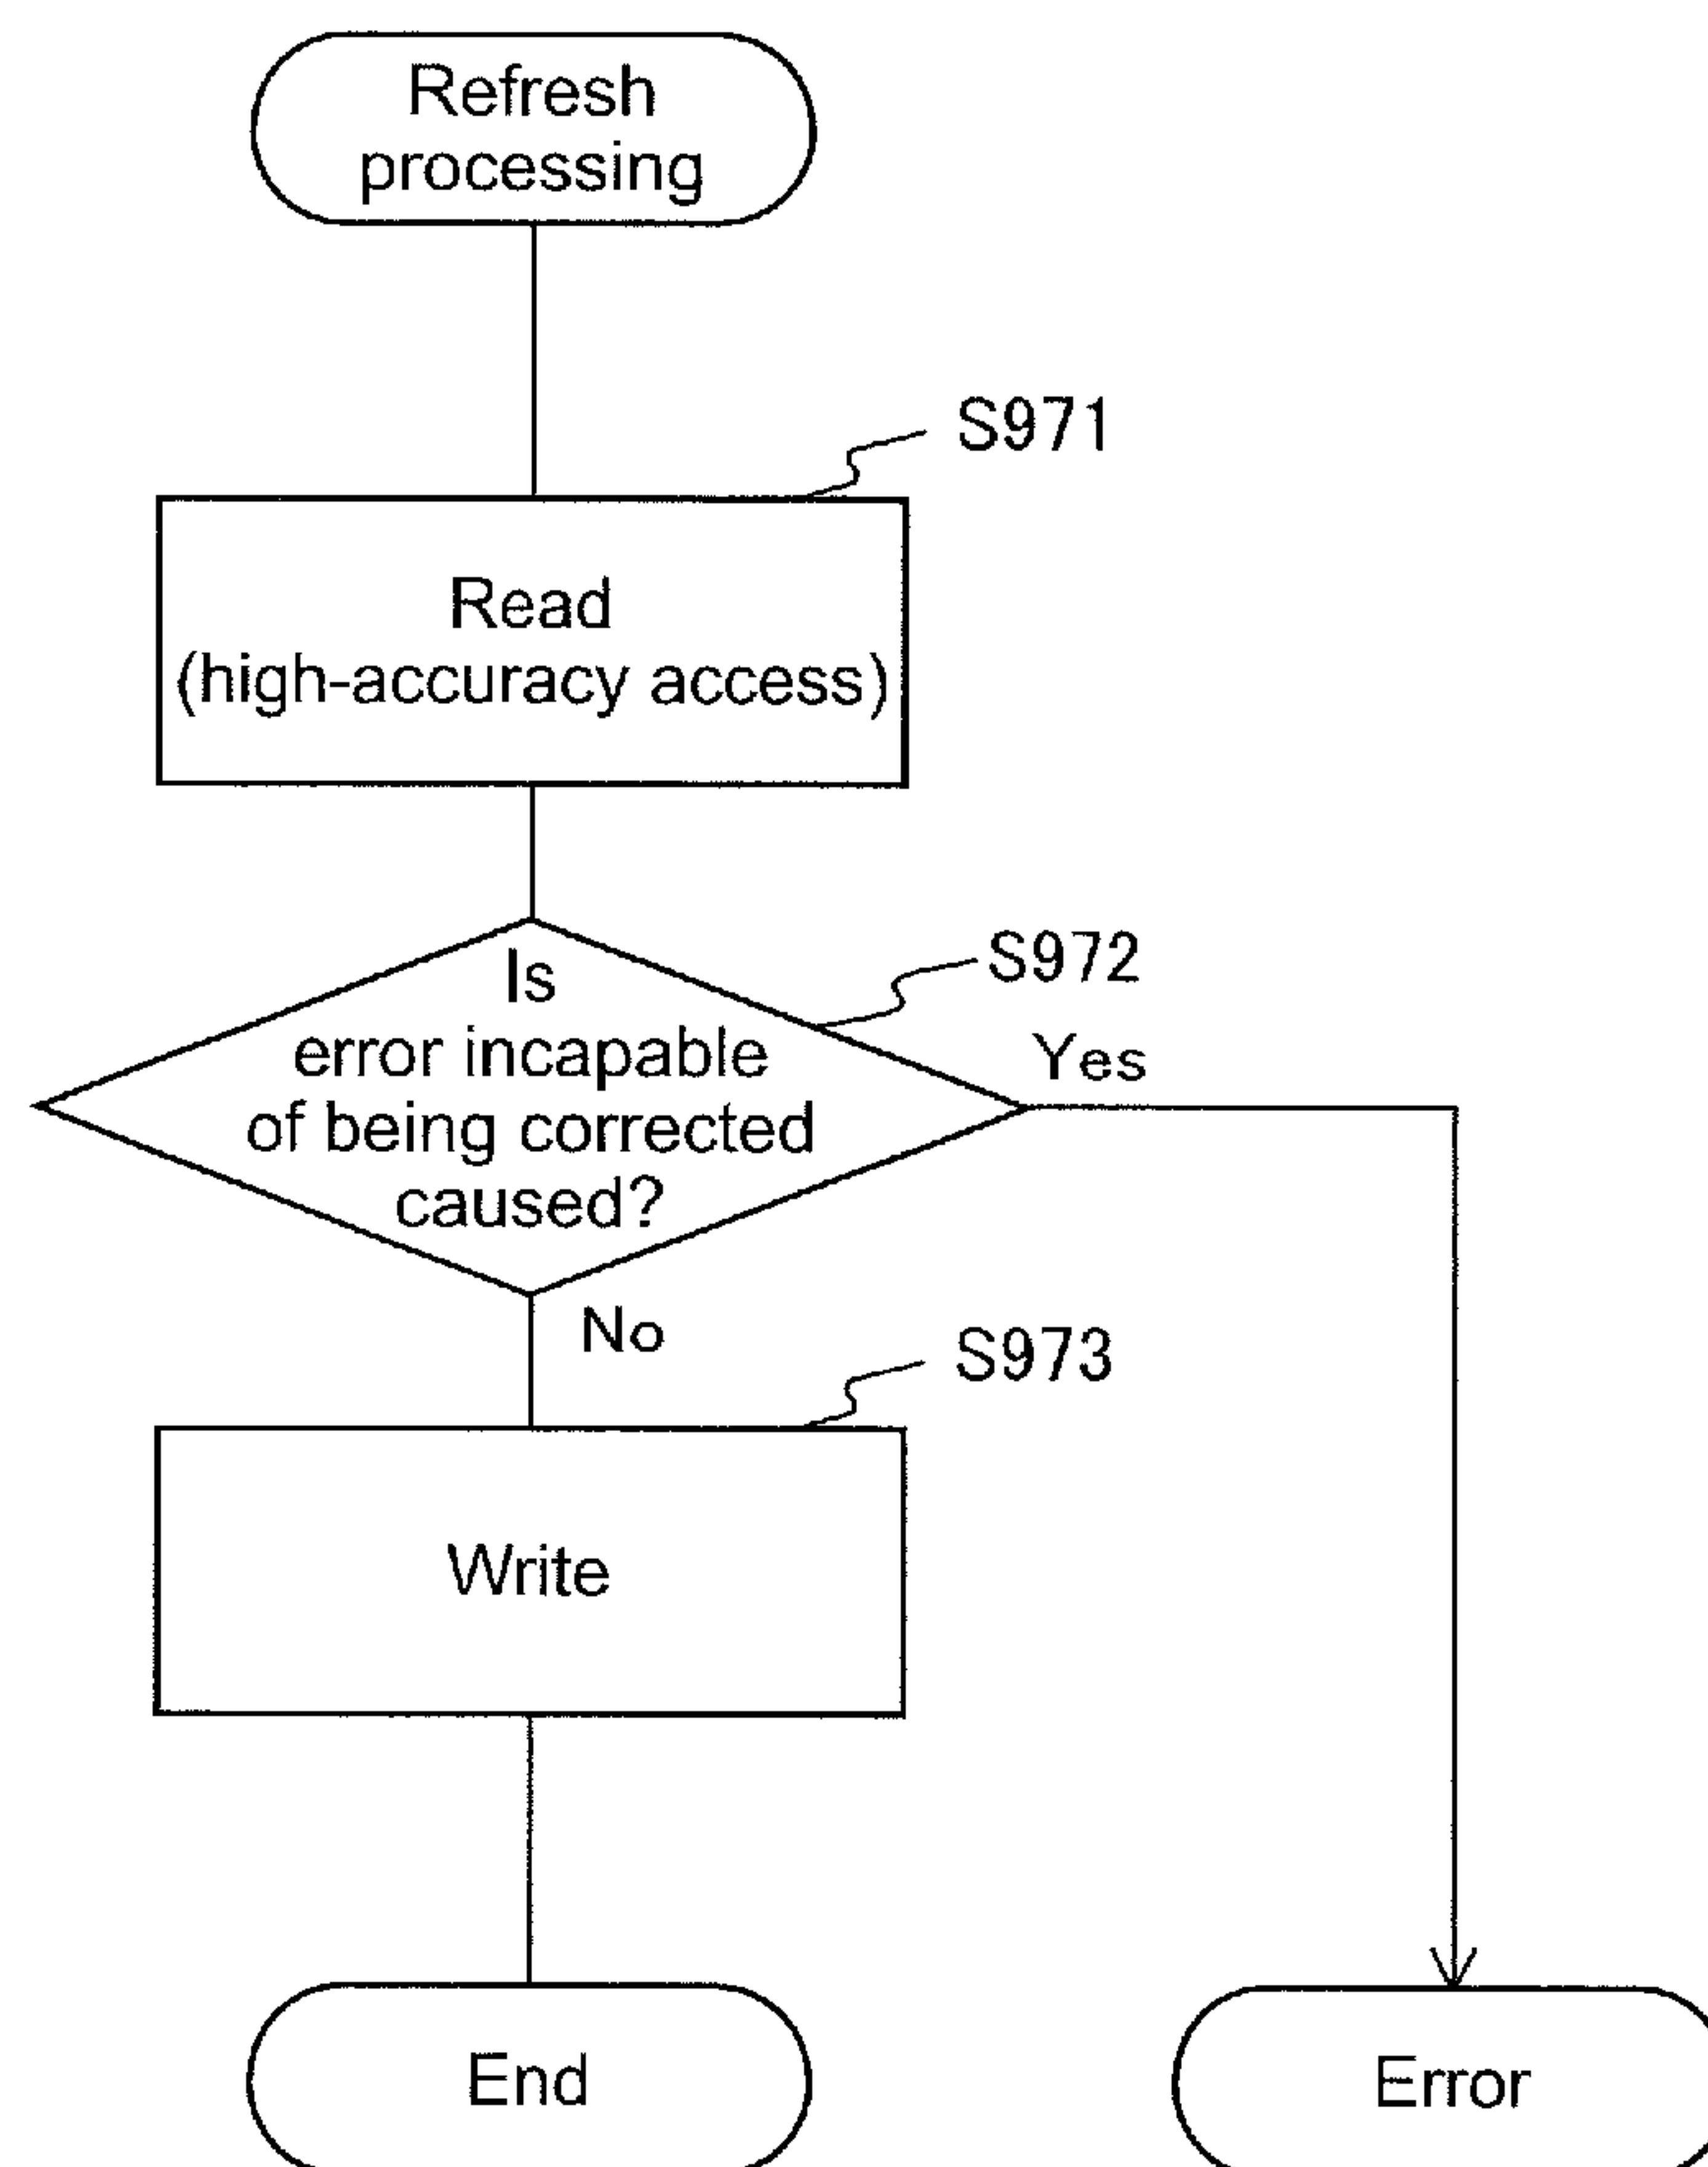 Refresh
processing
S971
Read
(high-accuracy access)
S972
Is
error incapable
of being corrected
caused?
Yes
No
S973
Write
End
Error